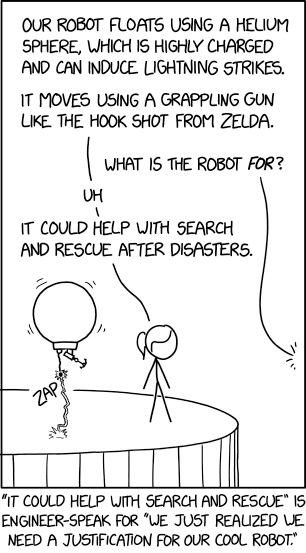 OUR ROBOT FLOATS USING A HELIUM
SPHERE, WHICH IS HIGHLY CHARGED
AND CAN INDUCE LIGHTNING STRIKES.
IT MOVES USING A GRAPPLING GUN
LIKE THE HOOK SHOT FROM ZELDA.
WHAT IS THE ROBOT FOR?
UH
IT COULD HELP WITH SEARCH
AND RESCUE AFTER DISASTERS.
ZAP
"IT COULD HELP WITH SEARCH AND RESCUE" IS
ENGINEER-SPEAK FOR "WE JUST REALIZED WE
NEED A JUSTIFICATION FOR OUR COOL ROBOT."